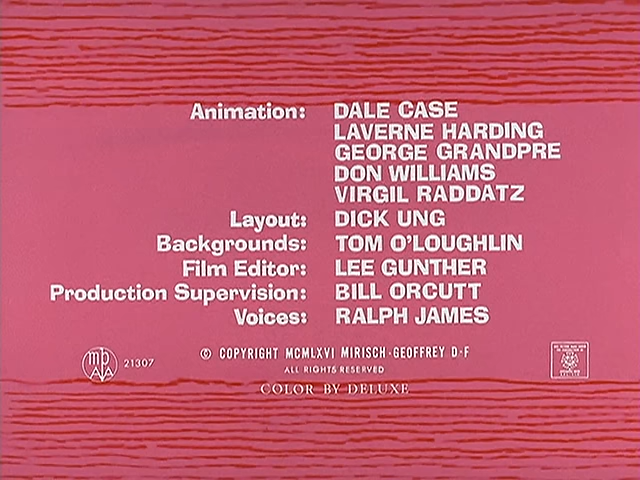 Animation: DALE CASE
LAVERNE HARDING
GEORGE GRANDPRE
DON WILLIAMS
VIRGIL RADDATZ
Layout: DICK UNG
Backgrounds: TOM O'LOUGHLIN
Film Editor: LEE GUNTHER
Production Supervision: BILL ORCUTT
Voices: RALPH JAMES
© COPYRIGHT MCMLXVI MIRISCH-GEOFFREY D-F
ALL RIGHTS RESERVED
COLOR BY DELUXE
mPAA 21307